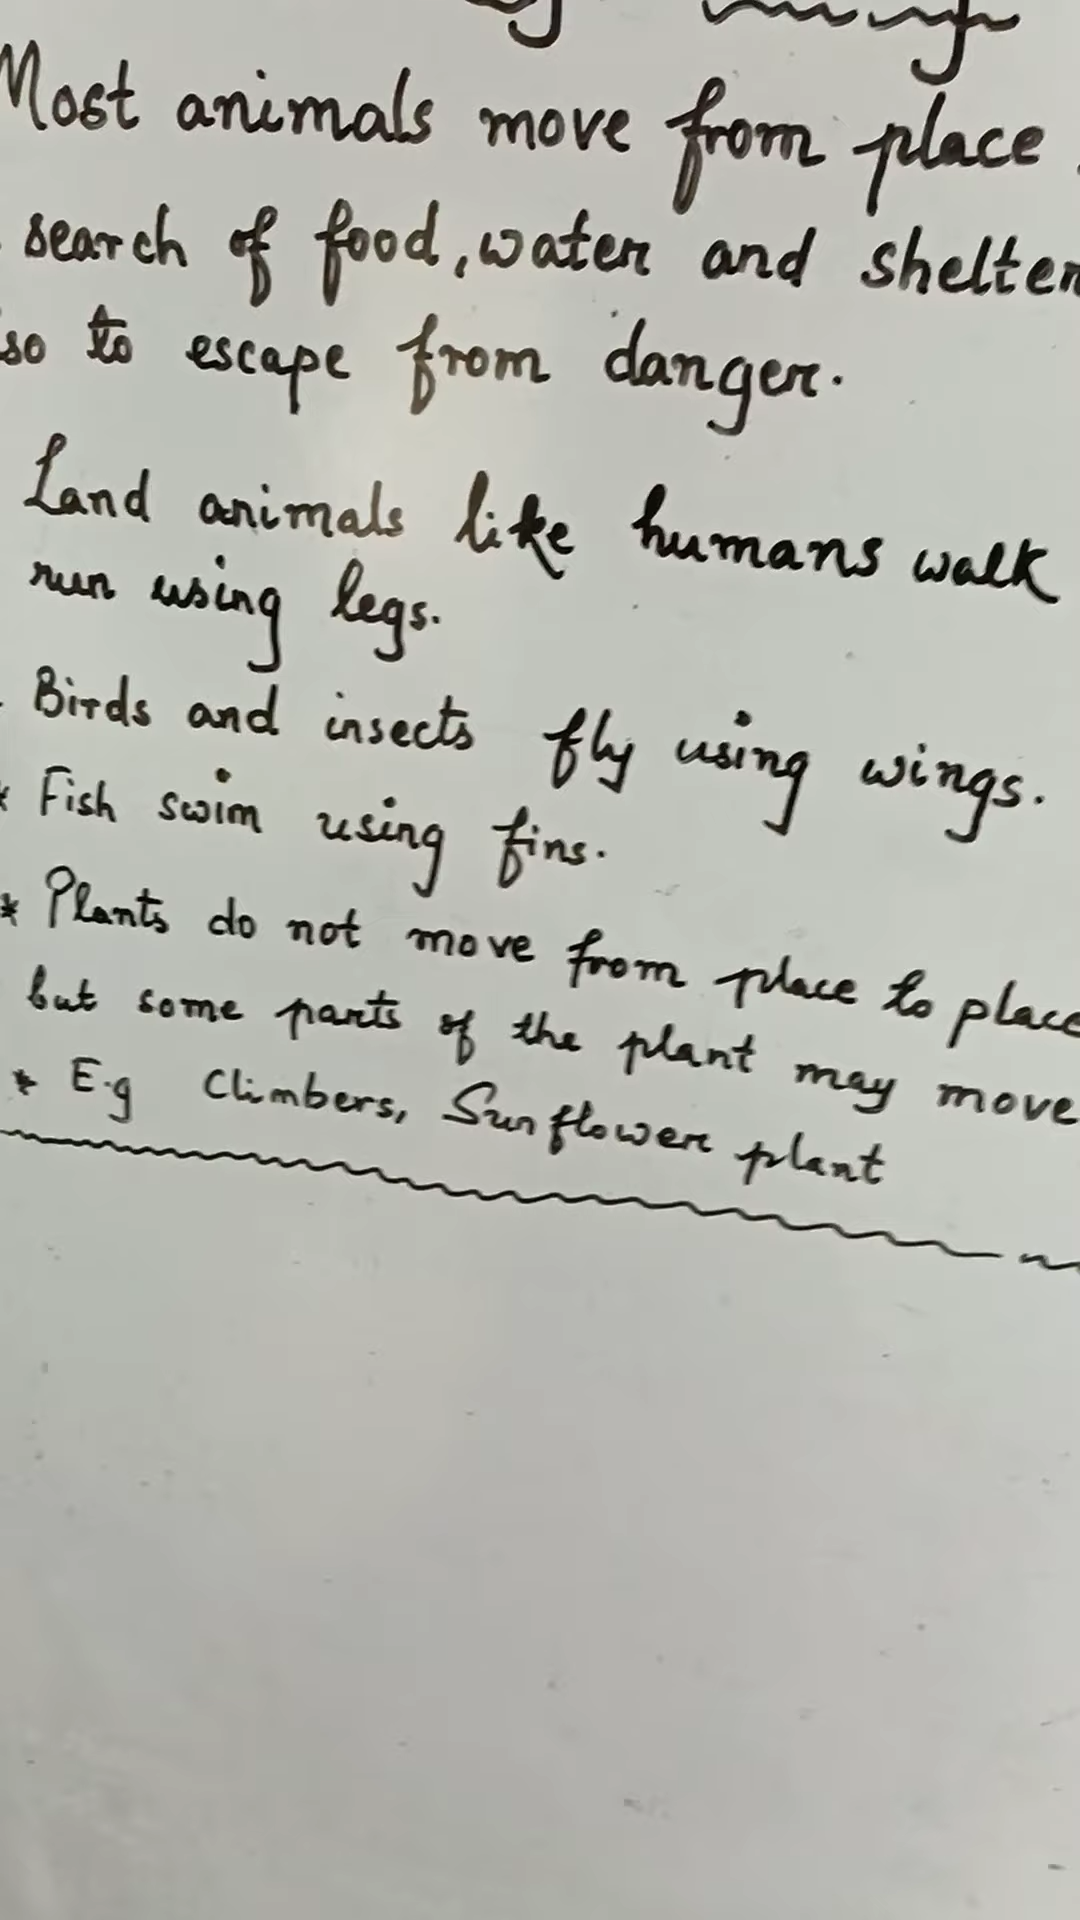 Most animals move from place
search of food, water and shelter
so to escape from danger.
Land animals like humans walk
run using legs.
Birds and insects fly using wings.
* Fish swim using fins.
* Plants do not move from place to place
but some parts of the plant may move
* E.g Climbers, Sunflower plant